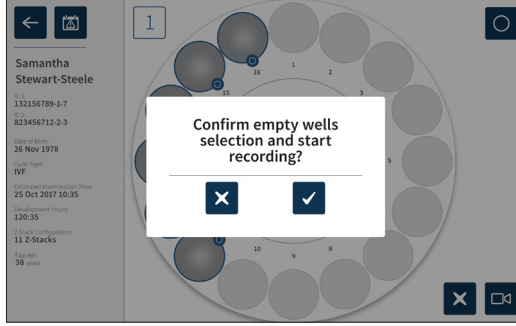 Samantha
Stewart-Steele
ID 1:
132156789-1-7
ID 2:
823456712-2-3
Date of Birth:
26 Nov 1978
Cycle Type:
IVF
Estimated Insemination Time:
25 Oct 2017 10:35
Development Hours:
120:35
Z-Stack Configuration:
11 Z-Stacks
Egg age:
38 years
1
16
1
2
15
3
Confirm empty wells
selection and start
recording?
5
10
9
8